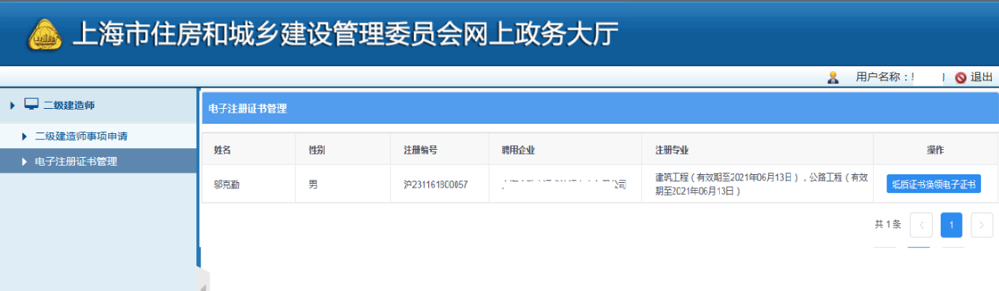 上海市住房和城乡建设管理委员会网上政务大厅
用户名称：
退出
二级建造师
二级建造师事项申请
电子注册证书管理
电子注册证书管理
姓名
性别
注册编号
聘用企业
注册专业
操作
邬克勤
男
沪231161800057
公司
建筑工程（有效期至2021年06月13日），公路工程（有效
期至2021年06月13日）
纸质证书换领电子证书
共 1 条
1